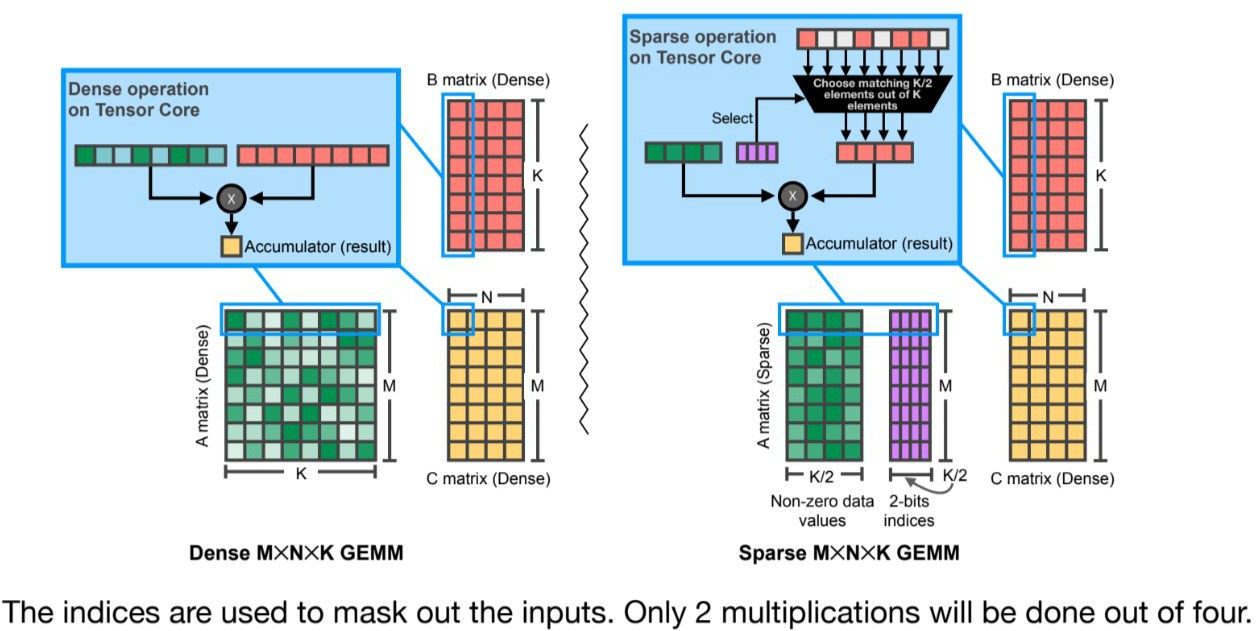 Dense operation
on Tensor Core
B matrix (Dense)
K
X
Accumulator (result)
N
A matrix (Dense)
M
M
K
C matrix (Dense)
Dense M×N×K GEMM
Sparse operation
on Tensor Core
Choose matching K/2
elements out of K
elements
Select
B matrix (Dense)
K
X
Accumulator (result)
N
A matrix (Sparse)
M
M
K/2
K/2
Non-zero data
values
2-bits
indices
C matrix (Dense)
Sparse M×N×K GEMM
The indices are used to mask out the inputs. Only 2 multiplications will be done out of four.